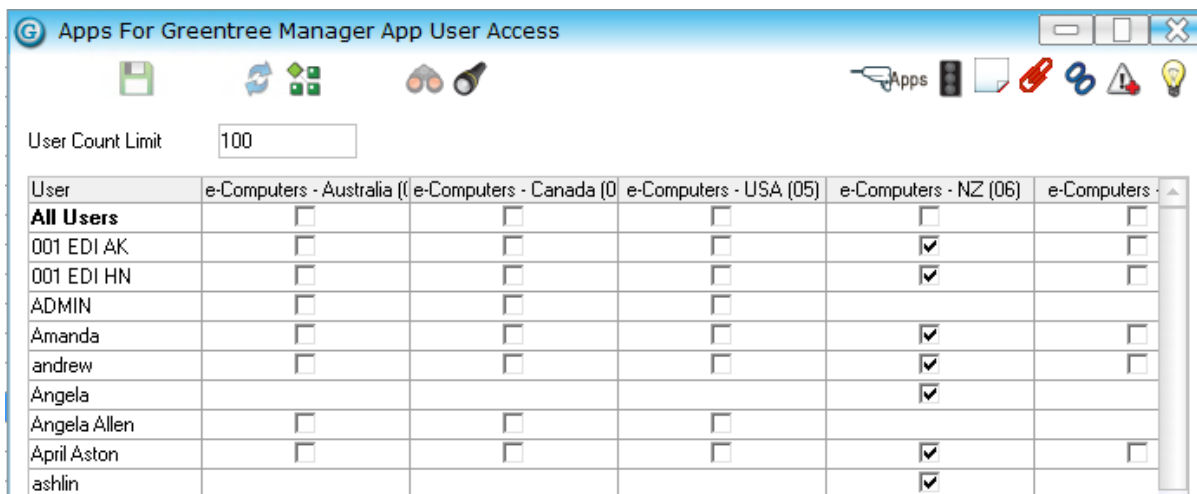 G Apps For Greentree Manager App User Access
Apps
User Count Limit 100
User e-Computers - Australia (0 e-Computers - Canada (0 e-Computers - USA (05) e-Computers - NZ (06) e-Computers -
All Users
001 EDI AK
001 EDI HN
ADMIN
Amanda
andrew
Angela
Angela Allen
April Aston
ashlin